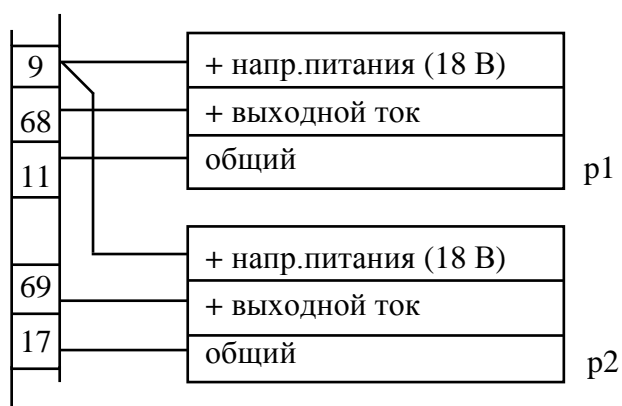 9 + напр.питания (18 В)
68 + выходной ток
11 общий p1
+ напр.питания (18 В)
69 + выходной ток
17 общий p2